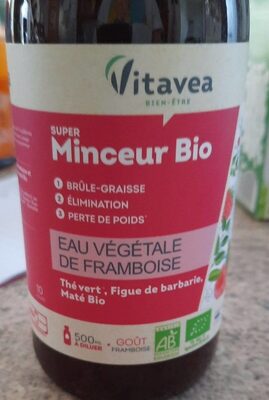 Vitavea
BIEN-ÊTRE
SUPER
Minceur Bio
1 BRÛLE-GRAISSE
2 ÉLIMINATION
3 PERTE DE POIDS*
EAU VÉGÉTALE
DE FRAMBOISE
Thé vert, Figue de barbarie,
Maté Bio
10
500ml
À DILUER
GOÛT
FRAMBOISE
AB